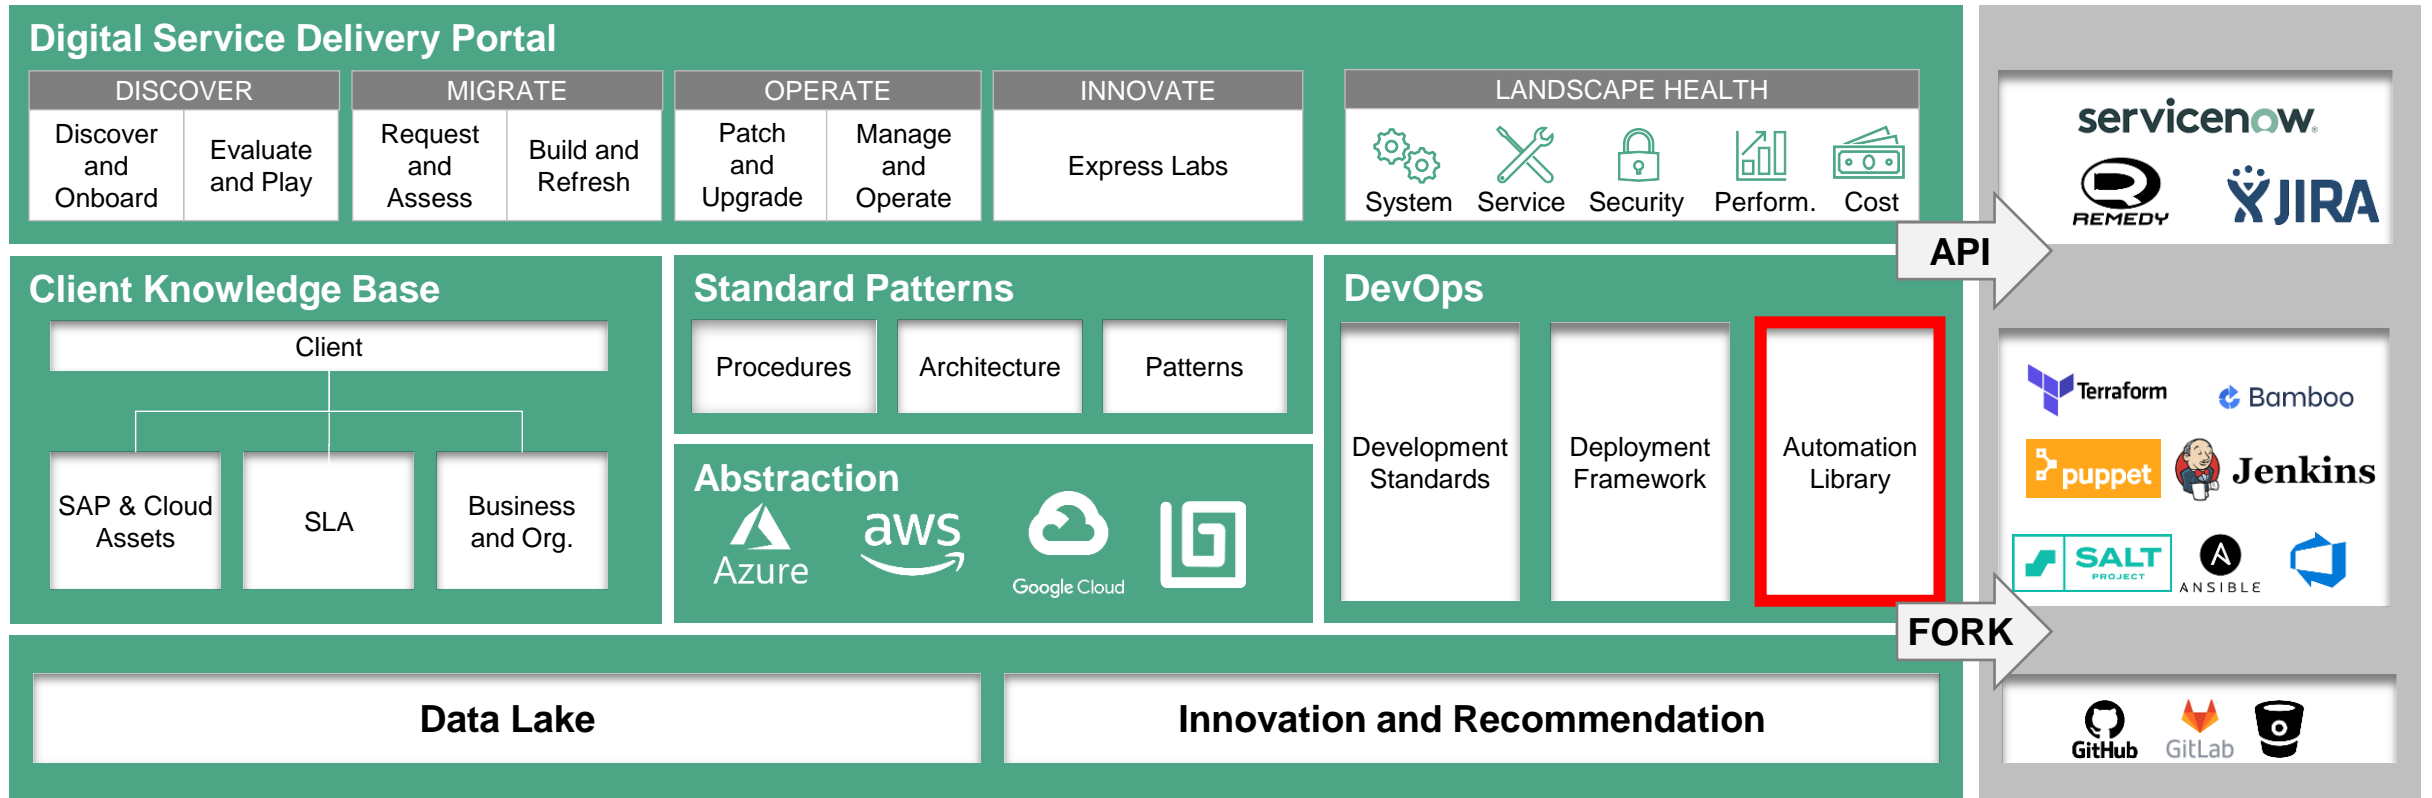 Digital Service Delivery Portal
DISCOVER
Discover
and
Onboard
Evaluate
and Play
MIGRATE
Request
and
Assess
Build and
Refresh
OPERATE
Patch
and
Upgrade
Manage
and
Operate
INNOVATE
Express Labs
LANDSCAPE HEALTH
System
Service
Security
Perform.
Cost
API
servicenow
REMEDY
JIRA
Client Knowledge Base
Client
SAP & Cloud
Assets
SLA
Business
and Org.
Standard Patterns
Procedures
Architecture
Patterns
Abstraction
Azure
aws
Google Cloud
DevOps
Development
Standards
Deployment
Framework
Automation
Library
FORK
Terraform
Bamboo
puppet
Jenkins
SALT
PROJECT
ANSIBLE
Data Lake
Innovation and Recommendation
GitHub
GitLab